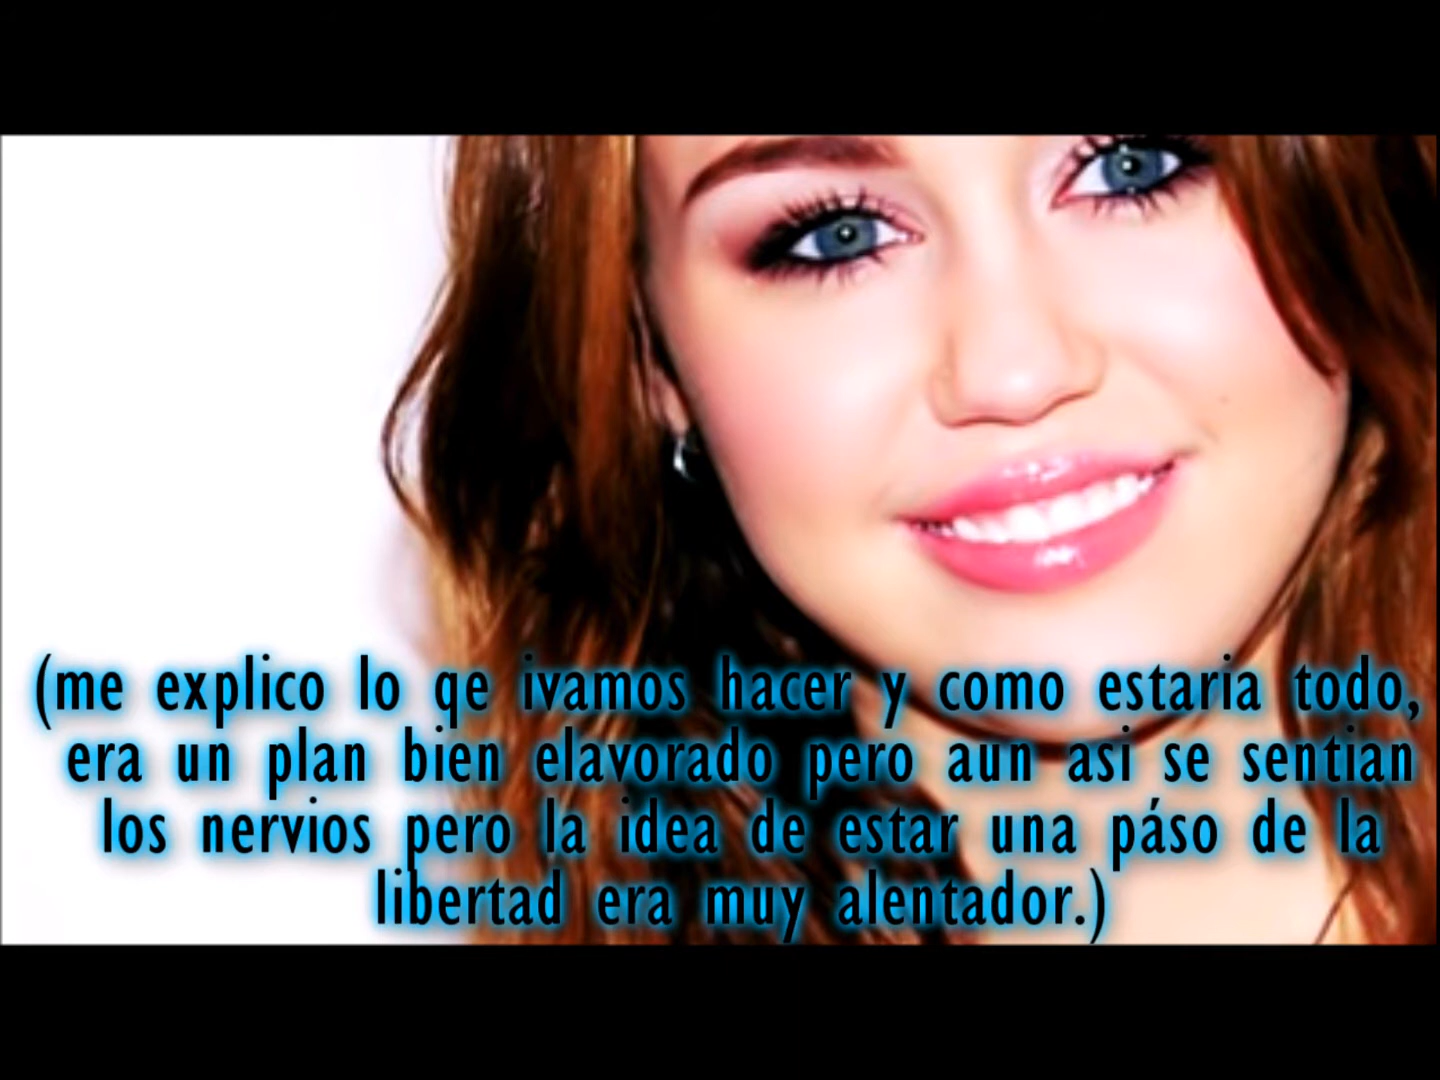 (me explico lo qe ivamos hacer y como estaria todo,
era un plan bien elavorado pero aun asi se sentian
los nervios pero la idea de estar una páso de la
libertad era muy alentador.)